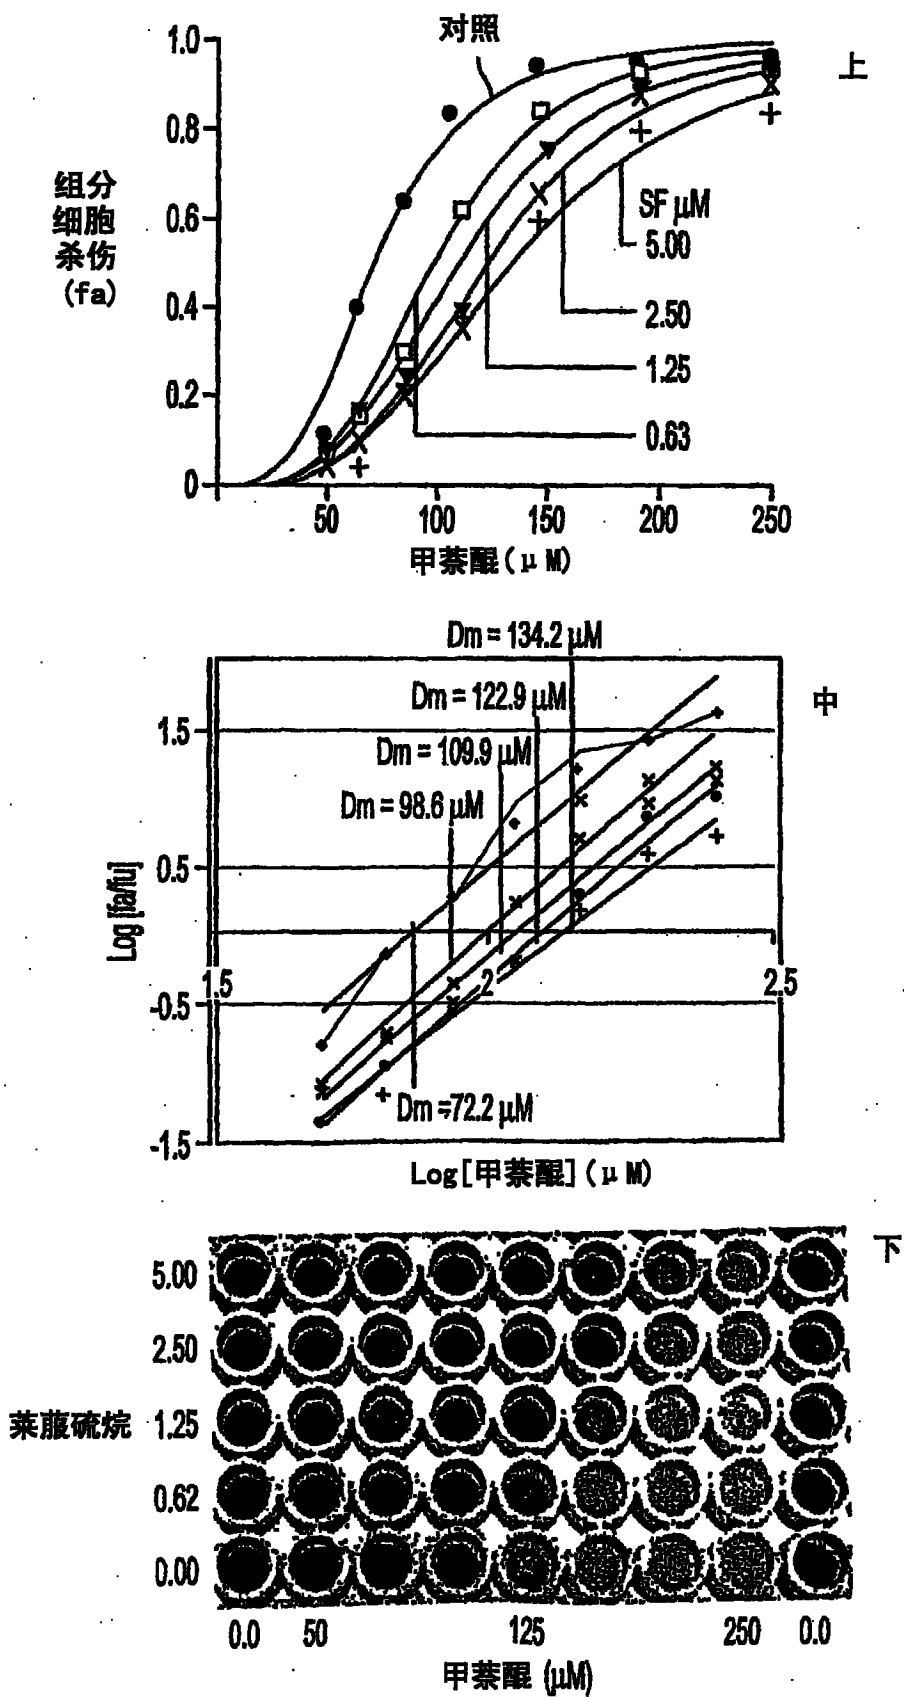 对照
上
1.0
0.8
0.6
0.4
0.2
0
组分
细胞
杀伤
(fa)
SF μM
5.00
2.50
1.25
0.63
50 100 150 200 250
甲萘醌(μM)
中
Dm = 134.2 μM
Dm = 122.9 μM
Dm = 109.9 μM
Dm = 98.6 μM
1.5
0.5
-0.5
-1.5
Log [fa/fu]
1.5 2 2.5
Dm =72.2 μM
Log[甲萘醌](μM)
下
5.00
2.50
莱菔硫烷 1.25
0.62
0.00
0.0 50 125 250 0.0
甲萘醌 (μM)